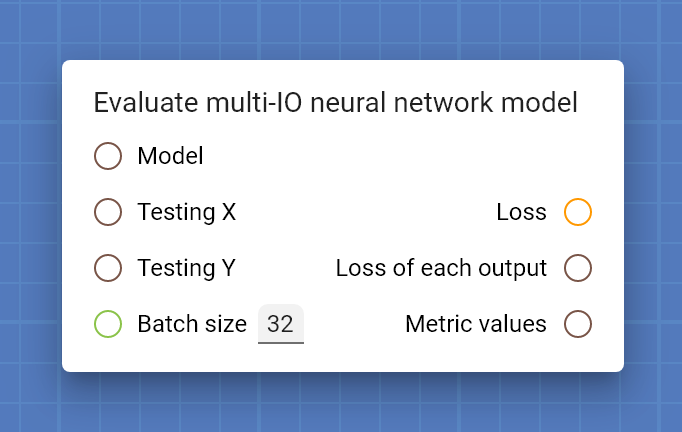 Evaluate multi-IO neural network model
Model
Testing X
Loss
Testing Y
Loss of each output
Batch size 32
Metric values